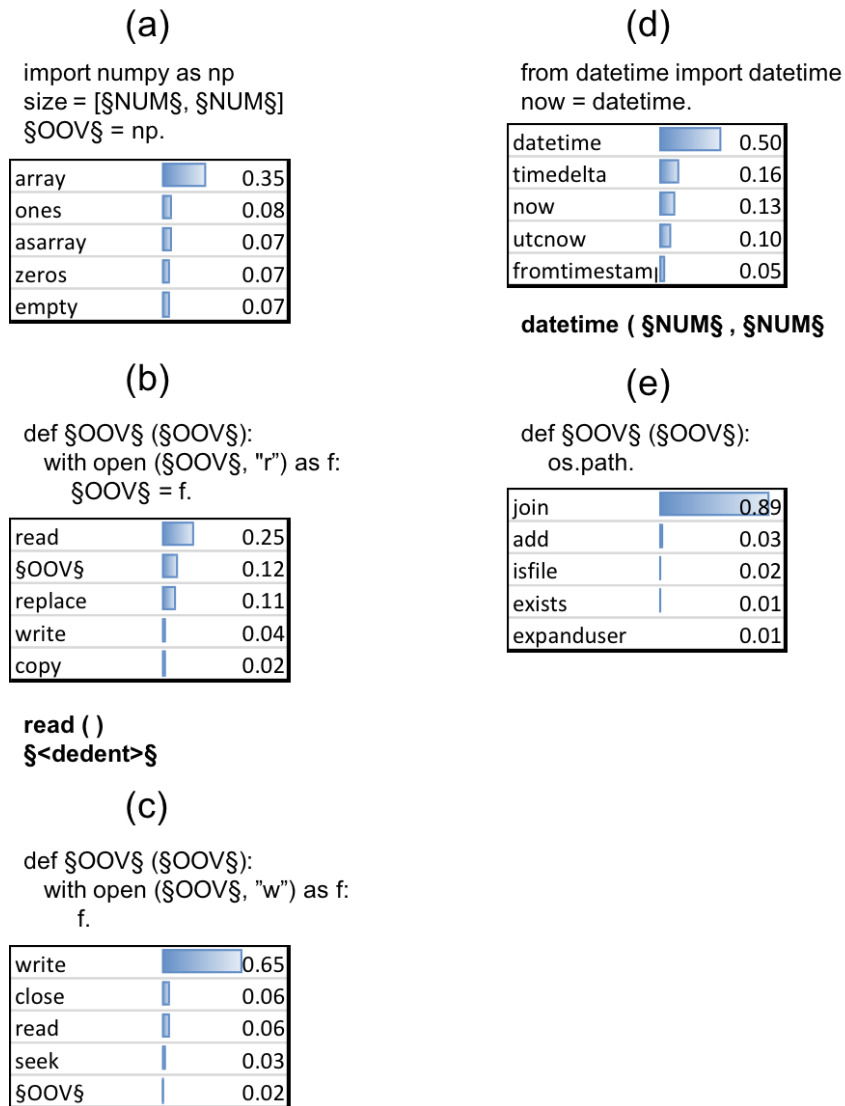 (a)
import numpy as np
size = [§NUM§, §NUM§]
§OOV§ = np.
array 0.35
ones 0.08
asarray 0.07
zeros 0.07
empty 0.07
(b)
def §OOV§ (§OOV§):
with open (§OOV§, "r”) as f:
§OOV§ = f.
read 0.25
§OOV§ 0.12
replace 0.11
write 0.04
copy 0.02
read ( )
§<dedent>§
(c)
def §OOV§ (§OOV§):
with open (§OOV§, ”w”) as f:
f.
write 0.65
close 0.06
read 0.06
seek 0.03
§OOV§ 0.02
(d)
from datetime import datetime
now = datetime.
datetime 0.50
timedelta 0.16
now 0.13
utcnow 0.10
fromtimestamp 0.05
datetime ( §NUM§ , §NUM§
(e)
def §OOV§ (§OOV§):
os.path.
join 0.89
add 0.03
isfile 0.02
exists 0.01
expanduser 0.01